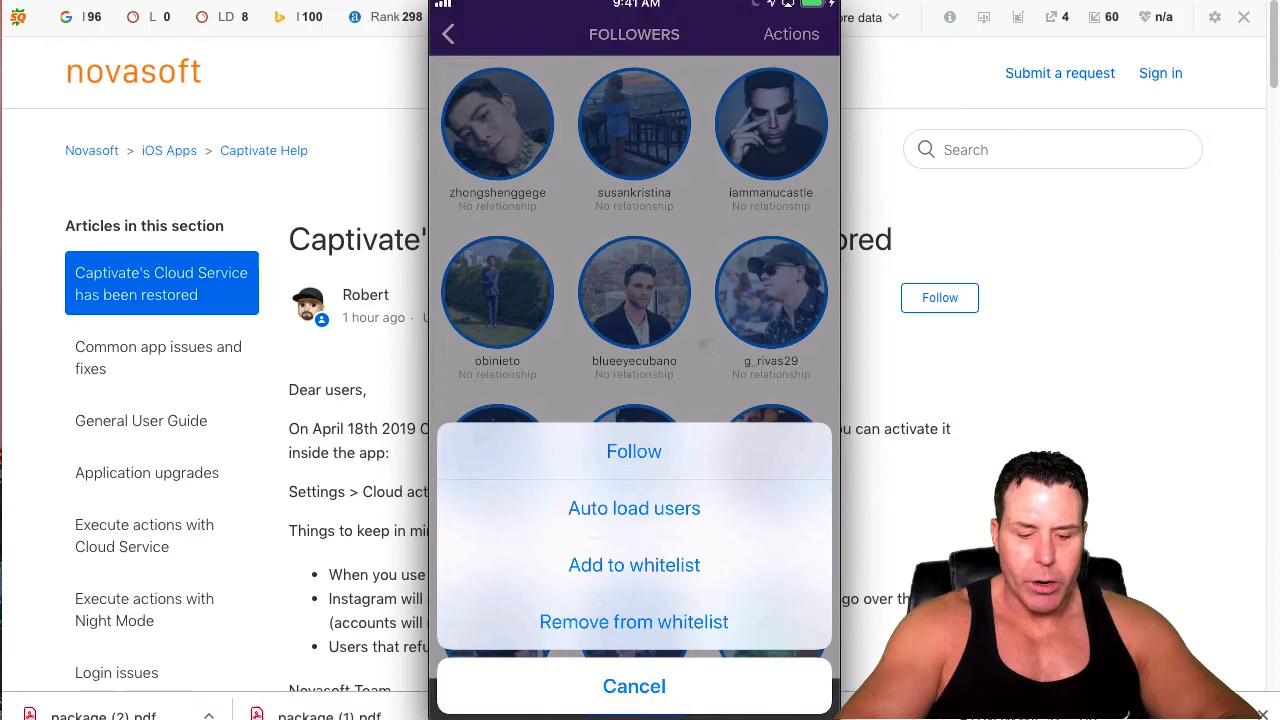 I 96
L 0
LD 8
I 100
Rank 298
ore data
4
60
n/a
novasoft
Submit a request
Sign in
Novasoft > iOS Apps > Captivate Help
Search
Articles in this section
Captivate's Cloud Service
has been restored
Common app issues and
fixes
General User Guide
Application upgrades
Execute actions with
Cloud Service
Execute actions with
Night Mode
Login issues
Captivate'
ored
Robert
1 hour ago
Follow
Dear users,
On April 18th 2019
ou can activate it
inside the app:
Settings > Cloud act
Things to keep in mi
When you use
Instagram will
go over th
(accounts will
Users that refu
Novasoft Team
9:41 AM
FOLLOWERS
Actions
zhongshenggege
No relationship
susankristina
No relationship
iammanucastle
No relationship
obinieto
No relationship
blueeyecubano
No relationship
g_rivas29
No relationship
Follow
Auto load users
Add to whitelist
Remove from whitelist
Cancel
package (2).pdf
package (1).pdf